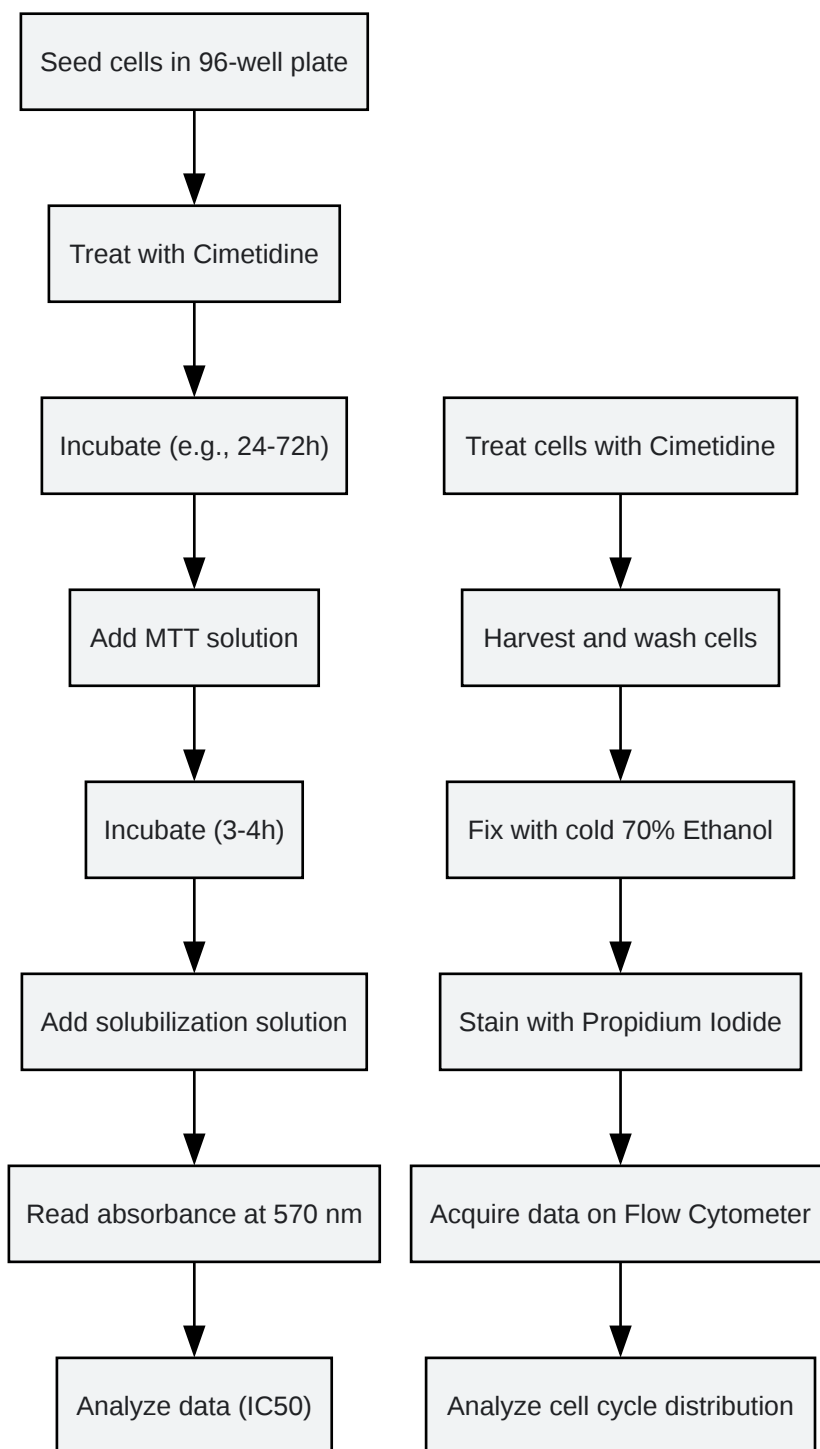 Seed cells in 96-well plate
Treat with Cimetidine
Incubate (e.g., 24-72h)
Add MTT solution
Incubate (3-4h)
Add solubilization solution
Read absorbance at 570 nm
Analyze data (IC50)
Treat cells with Cimetidine
Harvest and wash cells
Fix with cold 70% Ethanol
Stain with Propidium Iodide
Acquire data on Flow Cytometer
Analyze cell cycle distribution